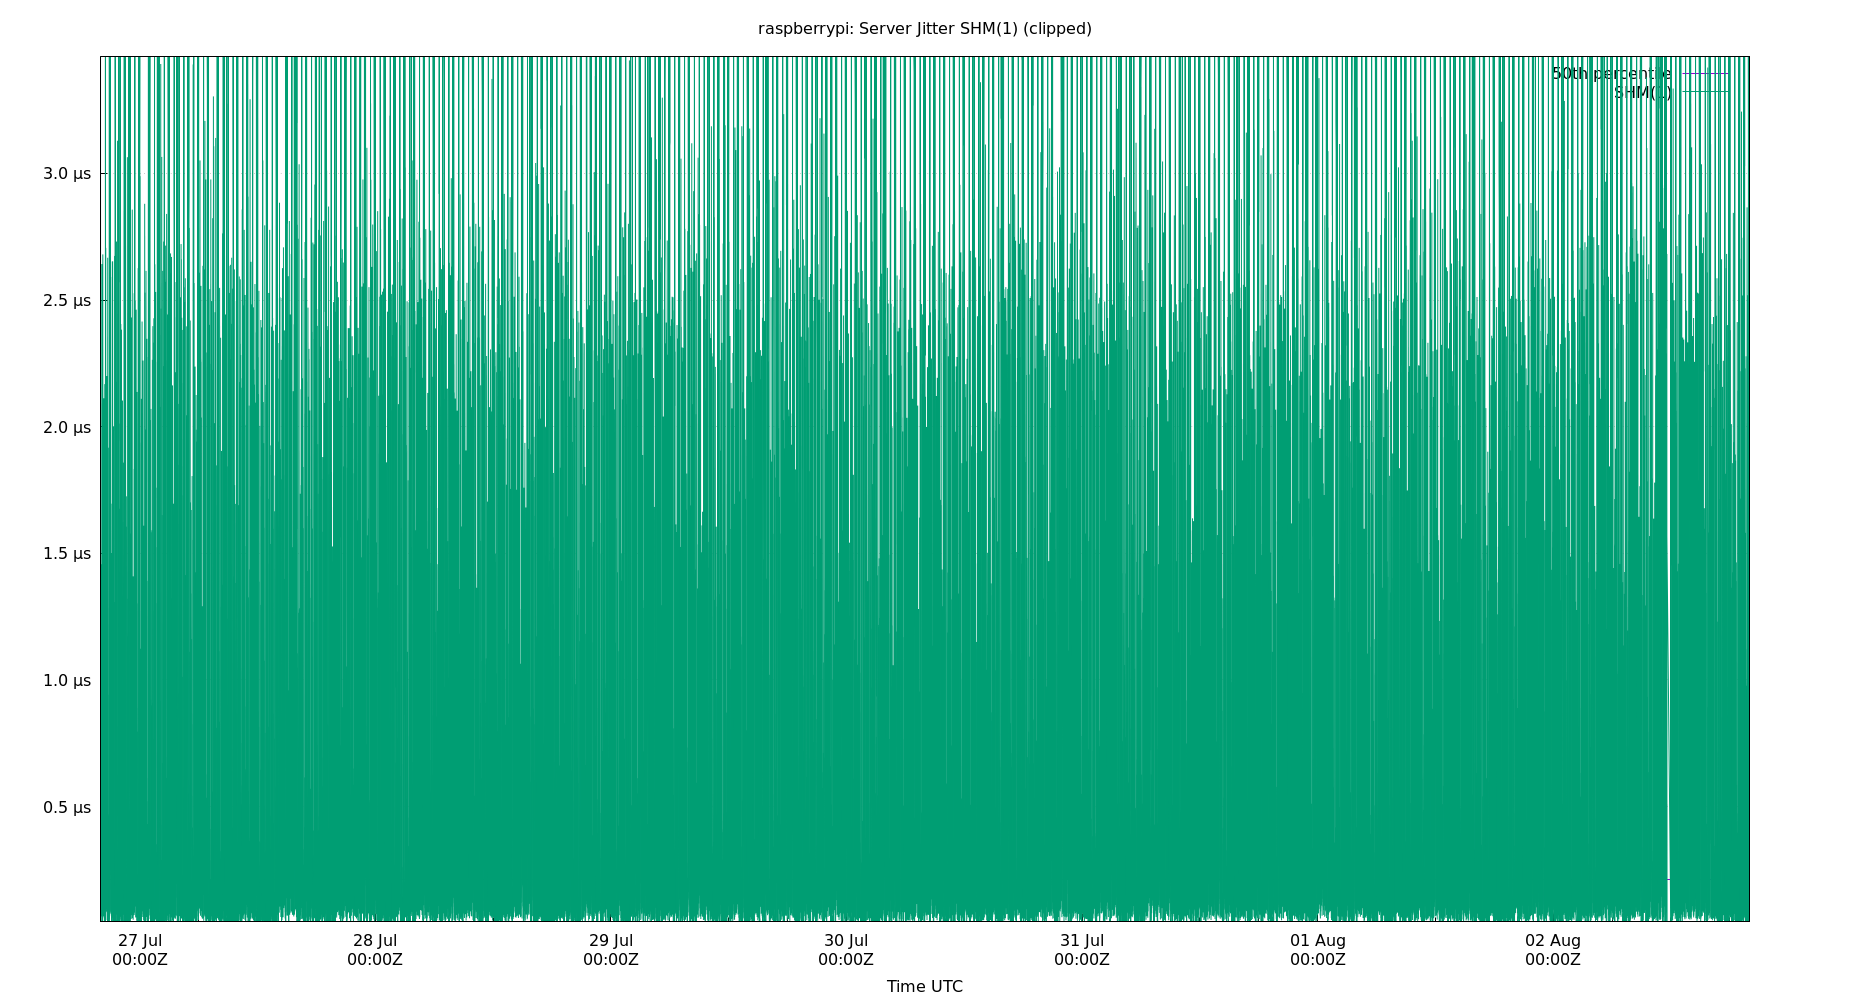 raspberrypi: Server Jitter SHM(1) (clipped)
50th percentile
SHM(1)
3.0 µs
2.5 µs
2.0 µs
1.5 µs
1.0 µs
0.5 µs
27 Jul 28 Jul 29 Jul 30 Jul 31 Jul 01 Aug 02 Aug
00:00Z 00:00Z 00:00Z 00:00Z 00:00Z 00:00Z 00:00Z
Time UTC